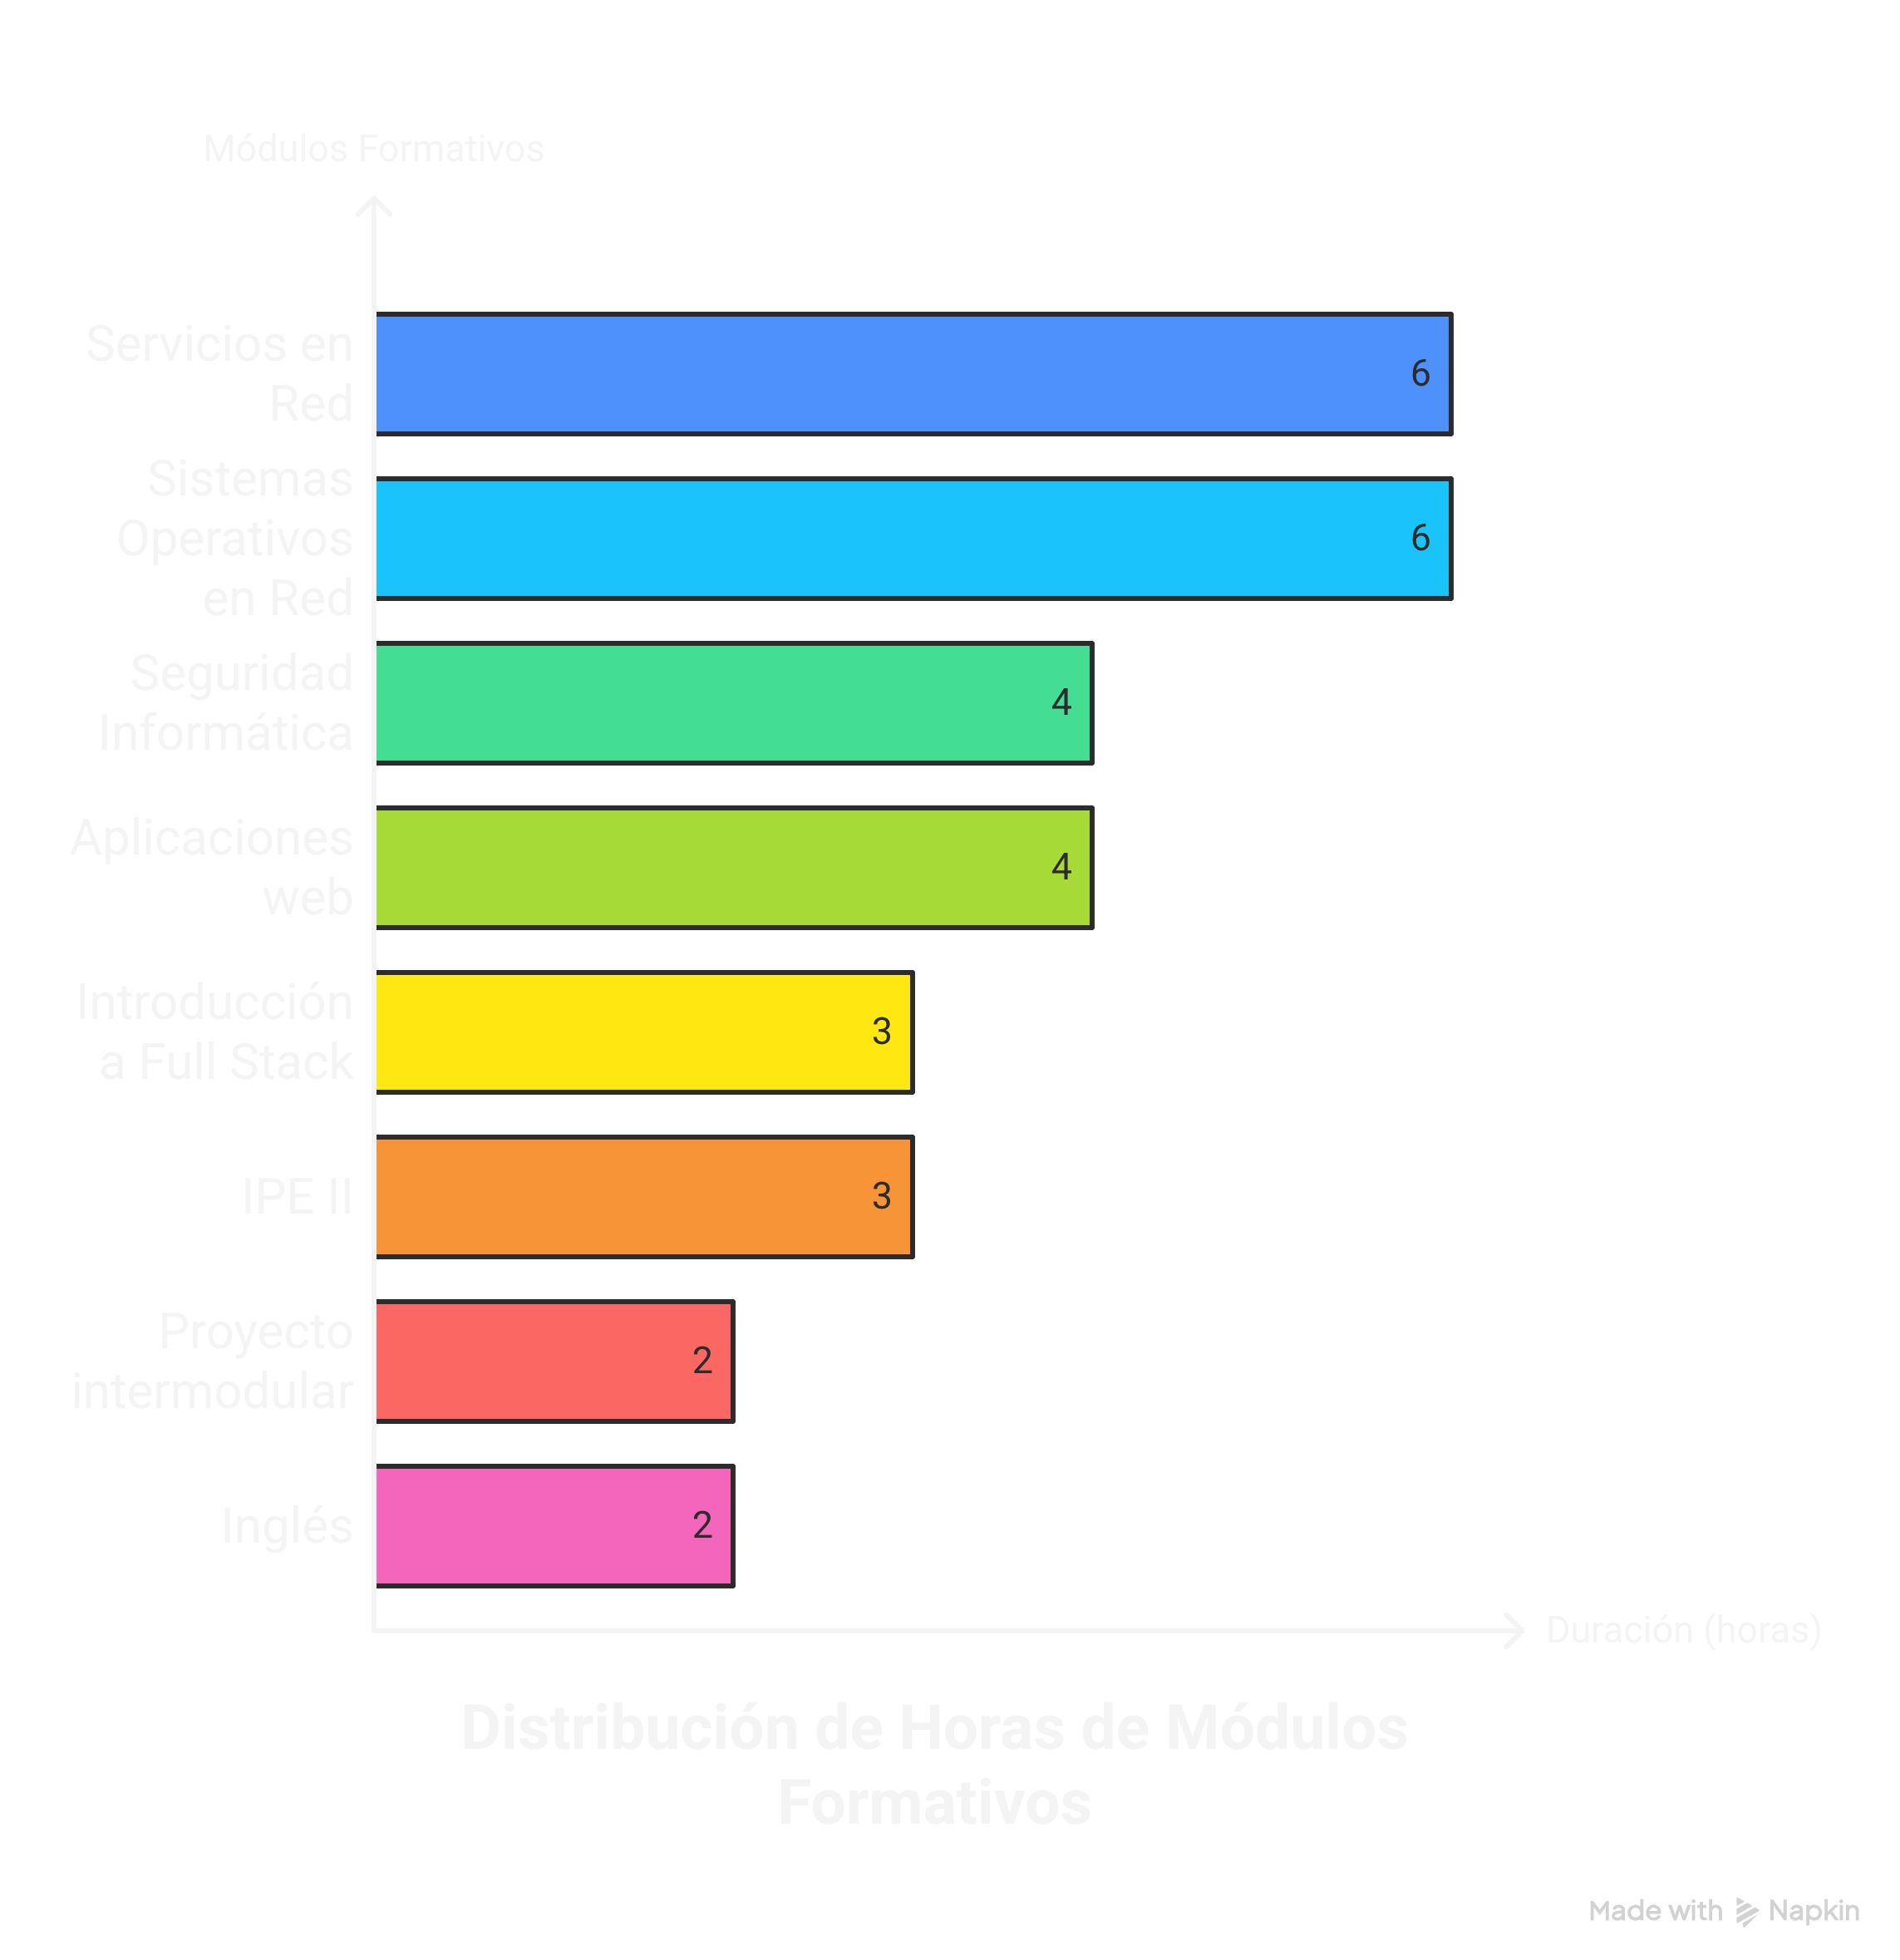 Módulos Formativos
Servicios en
Red
6
Sistemas
Operativos
en Red
6
Seguridad
Informática
4
Aplicaciones
web
4
Introducción
a Full Stack
3
IPE II
3
Proyecto
intermodular
2
Inglés
2
Duración (horas)
Distribución de Horas de Módulos
Formativos
Made with Napkin